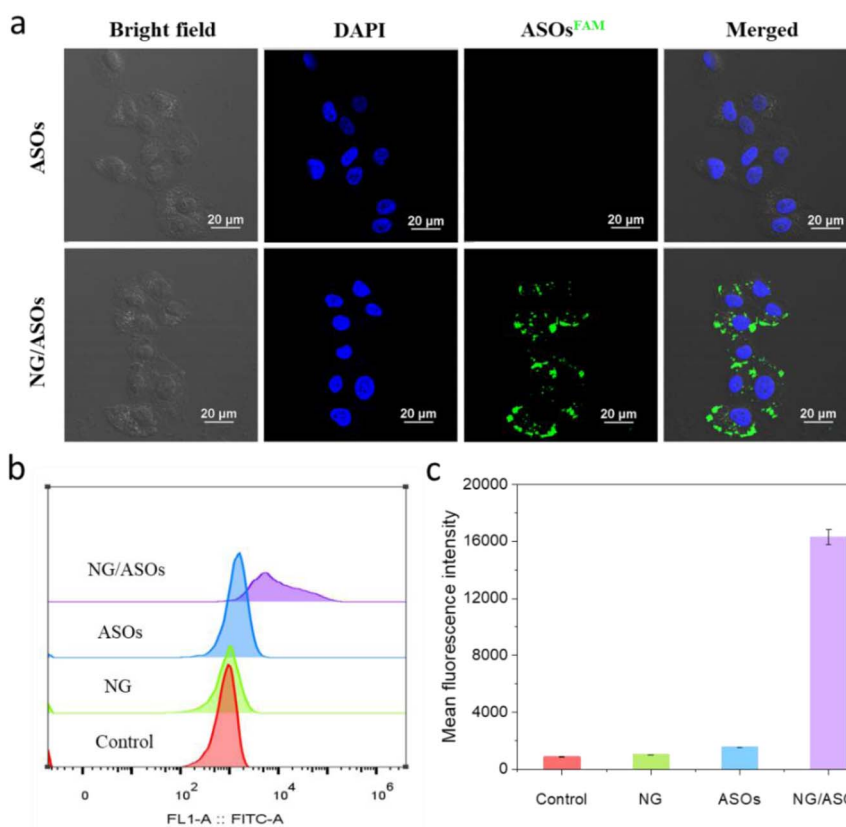 a
Bright field DAPI ASOsFAM Merged
ASOs
20 µm 20 µm 20 µm 20 µm
NG/ASOs
20 µm 20 µm 20 µm 20 µm
b
NG/ASOs
ASOs
NG
Control
0 10² 10⁴ 10⁶
FL1-A :: FITC-A
c
Mean fluorescence intensity
20000
16000
12000
8000
4000
0
Control NG ASOs